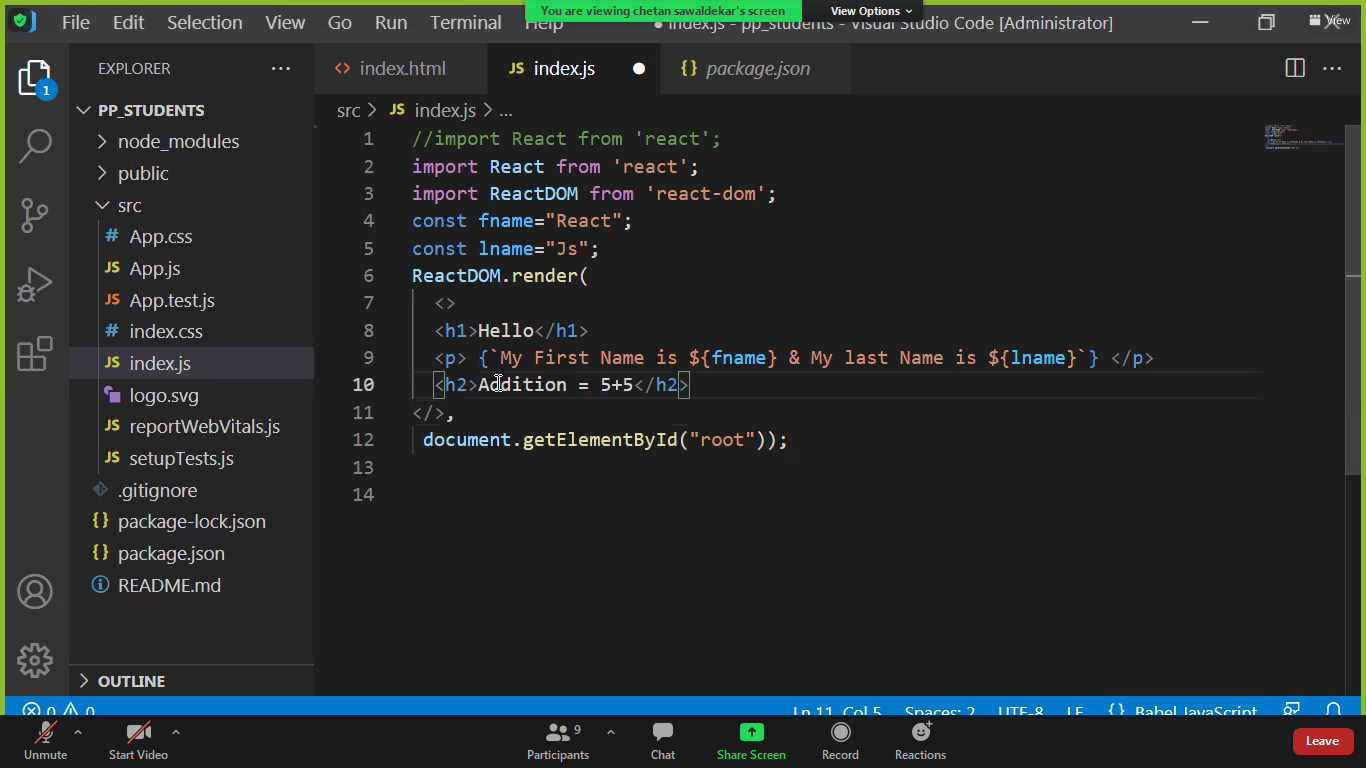 You are viewing chetan sawaldekar's screen
View Options
File Edit Selection View Go Run Terminal Help
index.js - pp_students - Visual Studio Code [Administrator]
View
EXPLORER
index.html
JS index.js
{} package.json
1
PP_STUDENTS
node_modules
public
src
# App.css
JS App.js
JS App.test.js
# index.css
JS index.js
logo.svg
JS reportWebVitals.js
JS setupTests.js
.gitignore
{} package-lock.json
{} package.json
README.md
OUTLINE
src > JS index.js > ...
1 //import React from 'react';
2 import React from 'react';
3 import ReactDOM from 'react-dom';
4 const fname="React";
5 const lname="Js";
6 ReactDOM.render(
7 <>
8 <h1>Hello</h1>
9 <p> {`My First Name is ${fname} & My last Name is ${lname}`} </p>
10 <h2>Addition = 5+5</h2>
11 </>,
12 document.getElementById("root"));
13
14
0 0
Ln 11, Col 5 Spaces: 2 UTF-8 LF {} Babel JavaScript
Unmute
Start Video
Participants 9
Chat
Share Screen
Record
Reactions
Leave